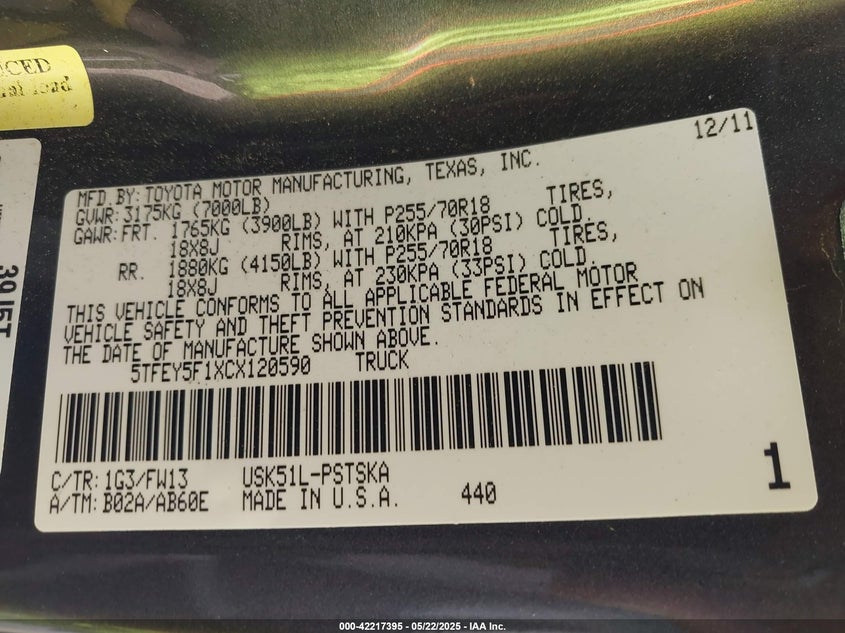 ICED
39J5T
12/11
MFD.BY:TOYOTA MOTOR MANUFACTURING, TEXAS, INC.
GVWR:3175KG (7000LB)
GAWR:FRT. 1765KG (3900LB) WITH P255/70R18 TIRES,
18X8J RIMS, AT 210KPA (30PSI) COLD.
RR. 1880KG (4150LB) WITH P255/70R18 TIRES,
18X8J RIMS, AT 230KPA (33PSI) COLD.
THIS VEHICLE CONFORMS TO ALL APPLICABLE FEDERAL MOTOR
VEHICLE SAFETY AND THEFT PREVENTION STANDARDS IN EFFECT ON
THE DATE OF MANUFACTURE SHOWN ABOVE.
5TFEY5F1XCX120590 TRUCK
C/TR:1G3/FW13 USK51L-PSTSKA
A/TM:B02A/AB60E MADE IN U.S.A. 440
1
000-42217395 - 05/22/2025 - IAA Inc.